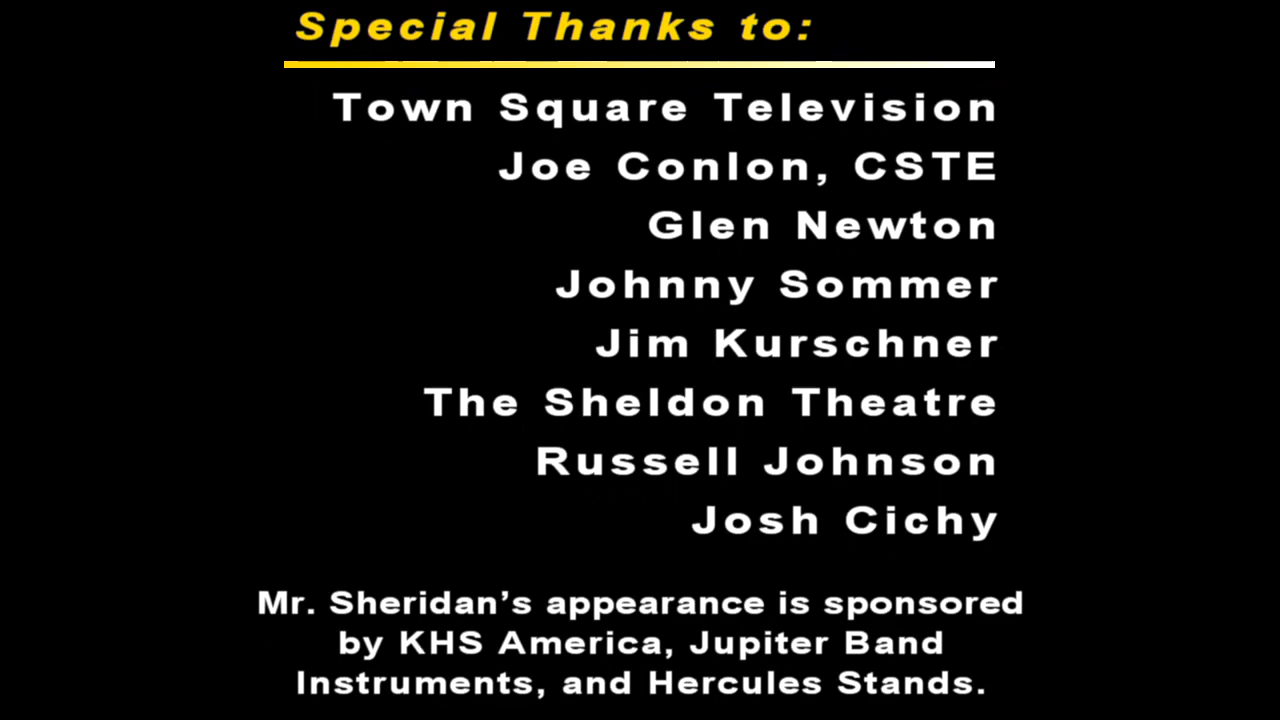 Special Thanks to:
Town Square Television
Joe Conlon, CSTE
Glen Newton
Johnny Sommer
Jim Kurschner
The Sheldon Theatre
Russell Johnson
Josh Cichy
Mr. Sheridan’s appearance is sponsored
by KHS America, Jupiter Band
Instruments, and Hercules Stands.